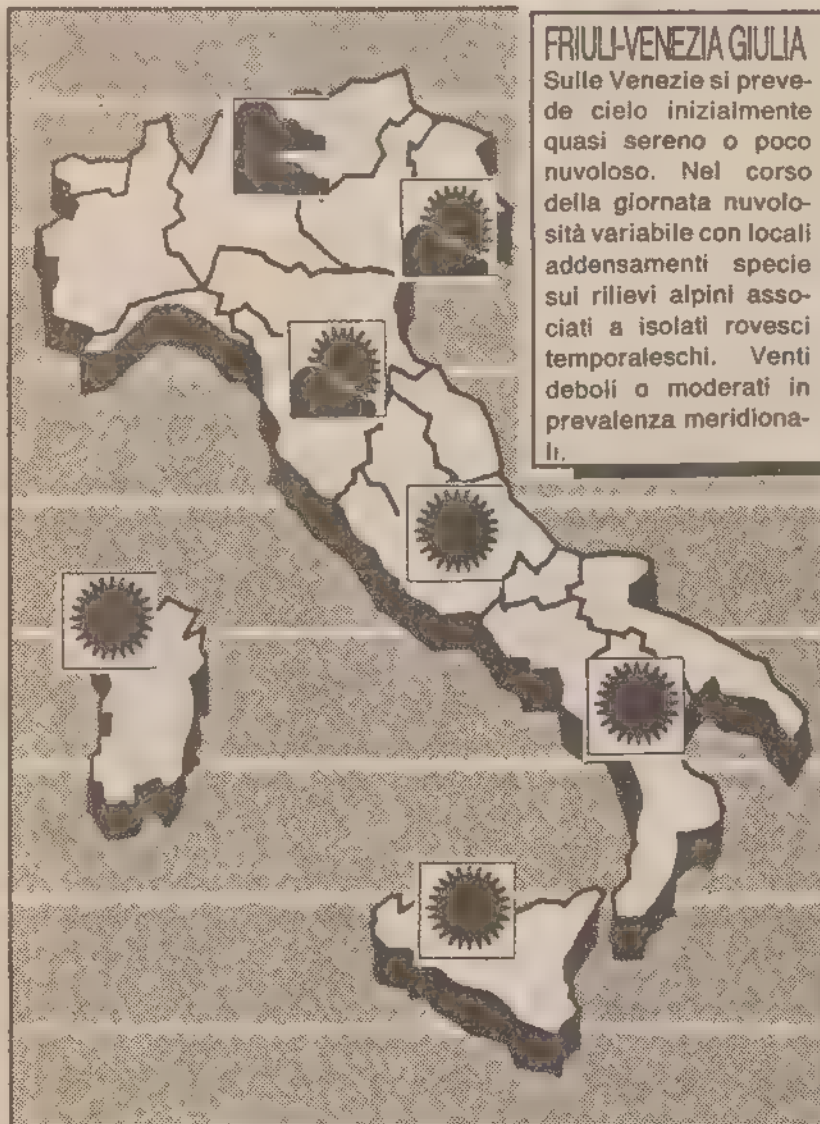 FRIULI-VENEZIA GIULIA
Sulle Venezie si preve-
de cielo inizialmente
quasi sereno o poco
nuvoloso. Nel corso
della giornata nuvolo-
sità variabile con locali
addensamenti specie
sui rilievi alpini asso-
ciati a isolati rovesci
temporaleschi. Venti
deboli o moderati in
prevalenza meridiona-
li.